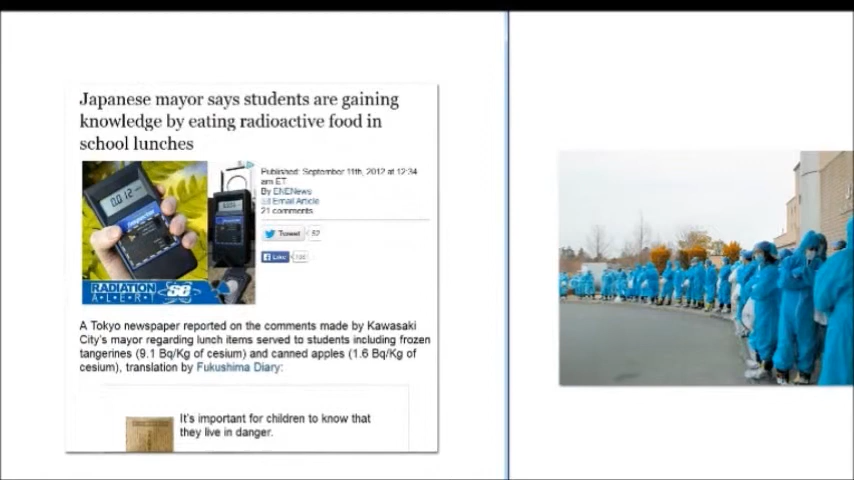 Japanese mayor says students are gaining
knowledge by eating radioactive food in
school lunches
Published: September 11th, 2012 at 12:34
am ET
By ENENews
Email Article
21 comments
Tweet
Like
RADIATION
A·L·E·R·T
A Tokyo newspaper reported on the comments made by Kawasaki
City's mayor regarding lunch items served to students including frozen
tangerines (9.1 Bq/Kg of cesium) and canned apples (1.6 Bq/Kg of
cesium), translation by Fukushima Diary:
It's important for children to know that
they live in danger.